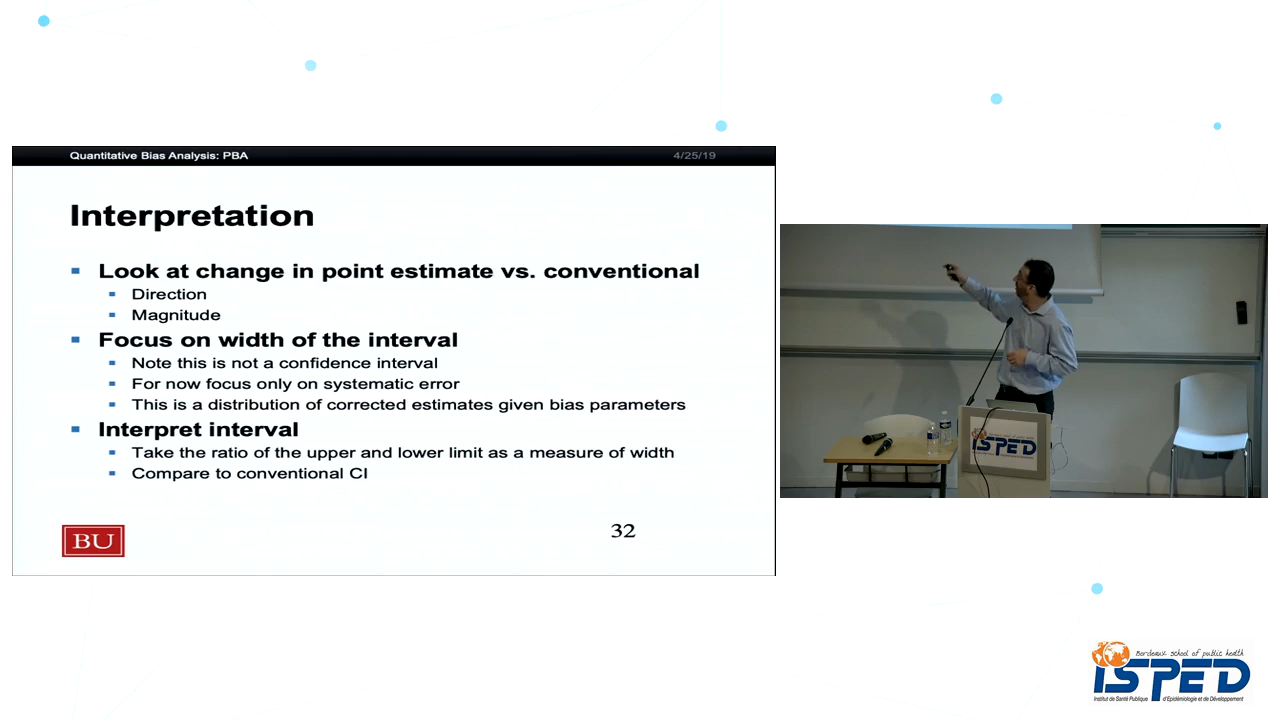 Quantitative Bias Analysis: PBA 4/25/19
Interpretation
Look at change in point estimate vs. conventional
Direction
Magnitude
Focus on width of the interval
Note this is not a confidence interval
For now focus only on systematic error
This is a distribution of corrected estimates given bias parameters
Interpret interval
Take the ratio of the upper and lower limit as a measure of width
Compare to conventional CI
BU
32
ISPED
Bordeaux school of public health
ISPED
Institut de Santé Publique d'Epidémiologie et de Développement